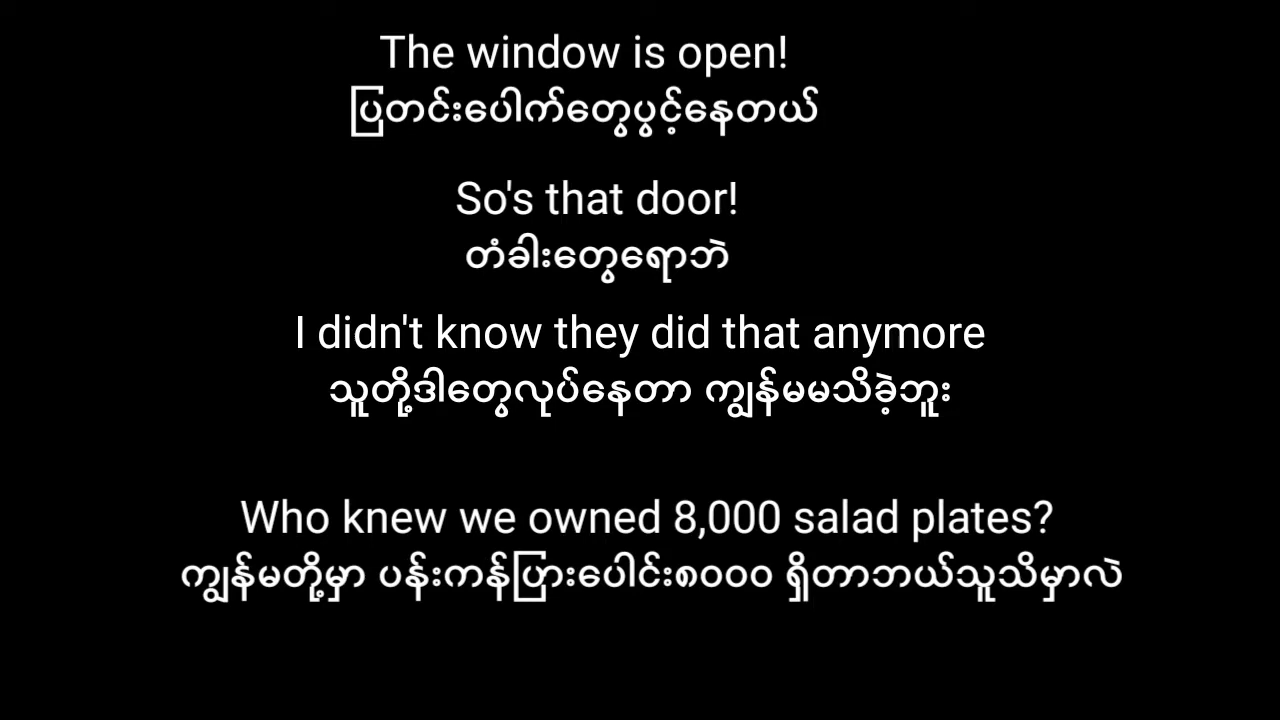 The window is open!
ပြတင်းပေါက်တွေပွင့်နေတယ်
So's that door!
တံခါးတွေရောဘဲ
I didn't know they did that anymore
သူတို့ဒါတွေလုပ်နေတာ ကျွန်မမသိခဲ့ဘူး
Who knew we owned 8,000 salad plates?
ကျွန်မတို့မှာ ပန်းကန်ပြားပေါင်း၈၀၀၀ ရှိတာဘယ်သူသိမှာလဲ